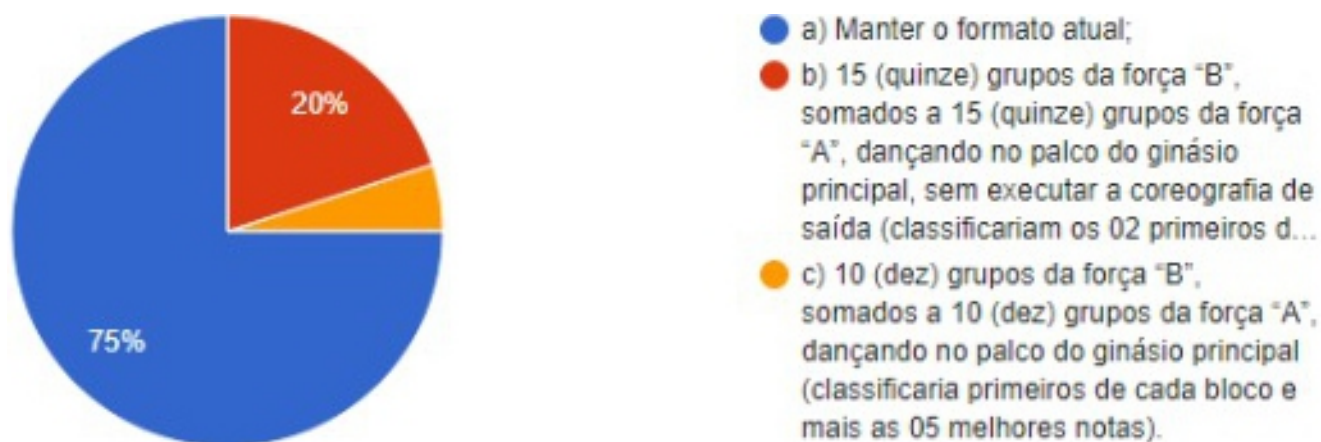 20%
75%
a) Manter o formato atual;
b) 15 (quinze) grupos da força “B”,
somados a 15 (quinze) grupos da força
“A”, dançando no palco do ginásio
principal, sem executar a coreografia de
saída (classificariam os 02 primeiros d...
c) 10 (dez) grupos da força “B”,
somados a 10 (dez) grupos da força “A”,
dançando no palco do ginásio principal
(classificaria primeiros de cada bloco e
mais as 05 melhores notas).